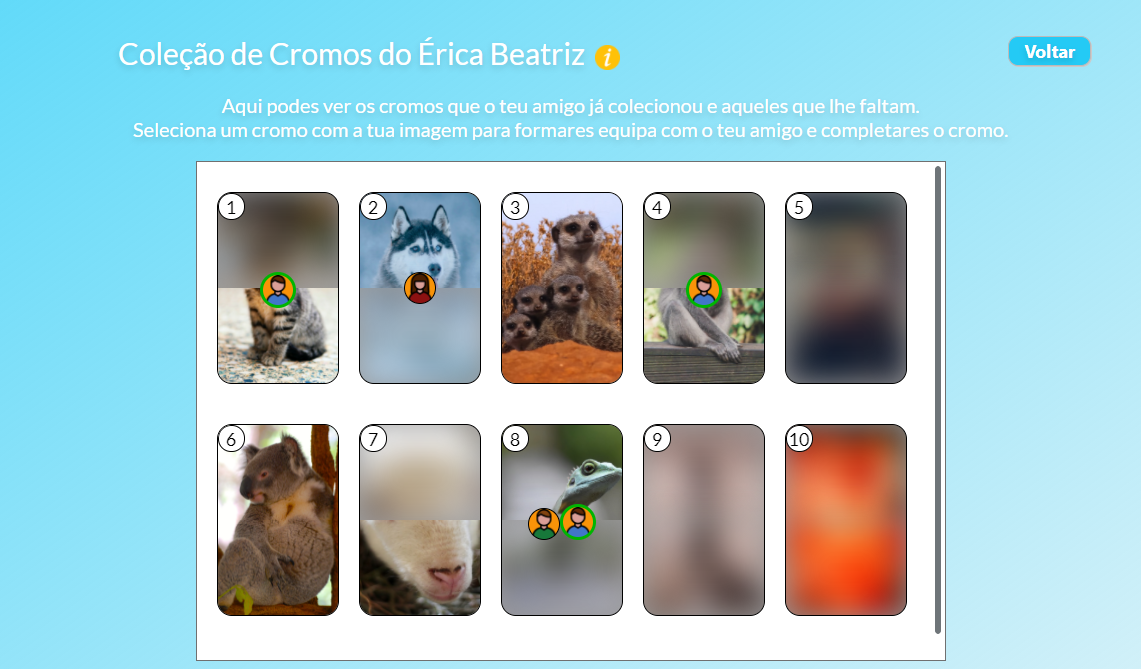 Coleção de Cromos do Érica Beatriz i
Voltar
Aqui podes ver os cromos que o teu amigo já colecionou e aqueles que lhe faltam.
Seleciona um cromo com a tua imagem para formares equipa com o teu amigo e completares o cromo.
1
2
3
4
5
6
7
8
9
10